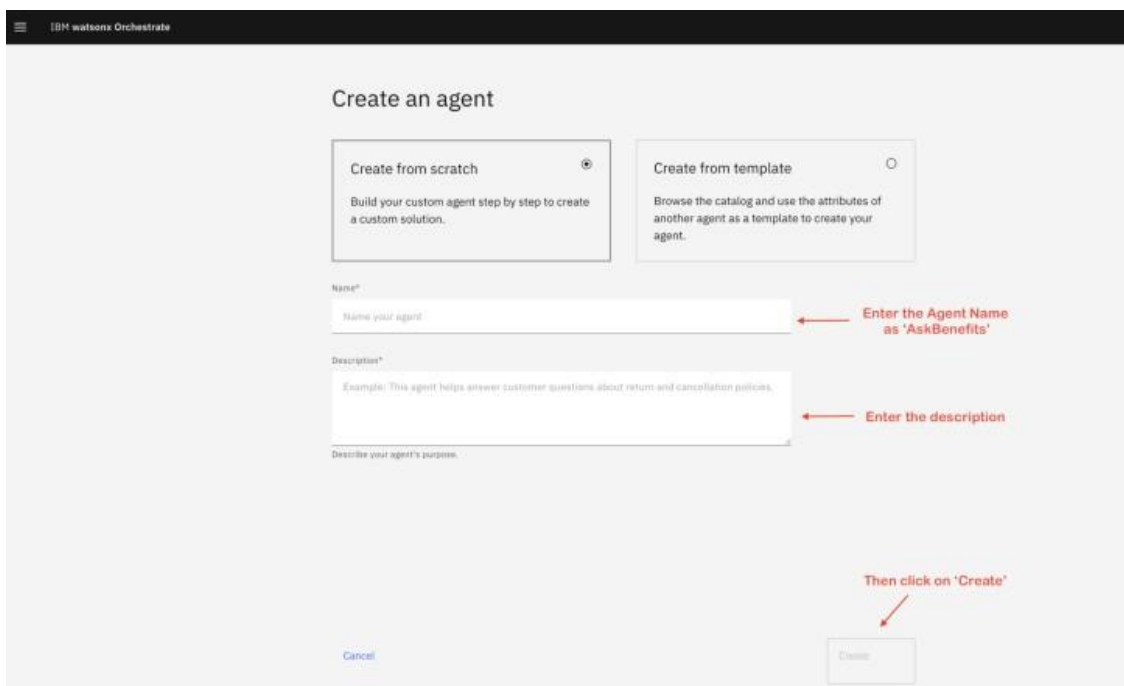 IBM watsonx Orchestrate
Create an agent
Create from scratch
Build your custom agent step by step to create
a custom solution.
Create from template
Browse the catalog and use the attributes of
another agent as a template to create your
agent.
Name*
Name your agent
Enter the Agent Name
as 'AskBenefits'
Description*
Example: This agent helps answer customer questions about return and cancellation policies.
Enter the description
Describe your agent's purpose.
Then click on 'Create'
Cancel
Create